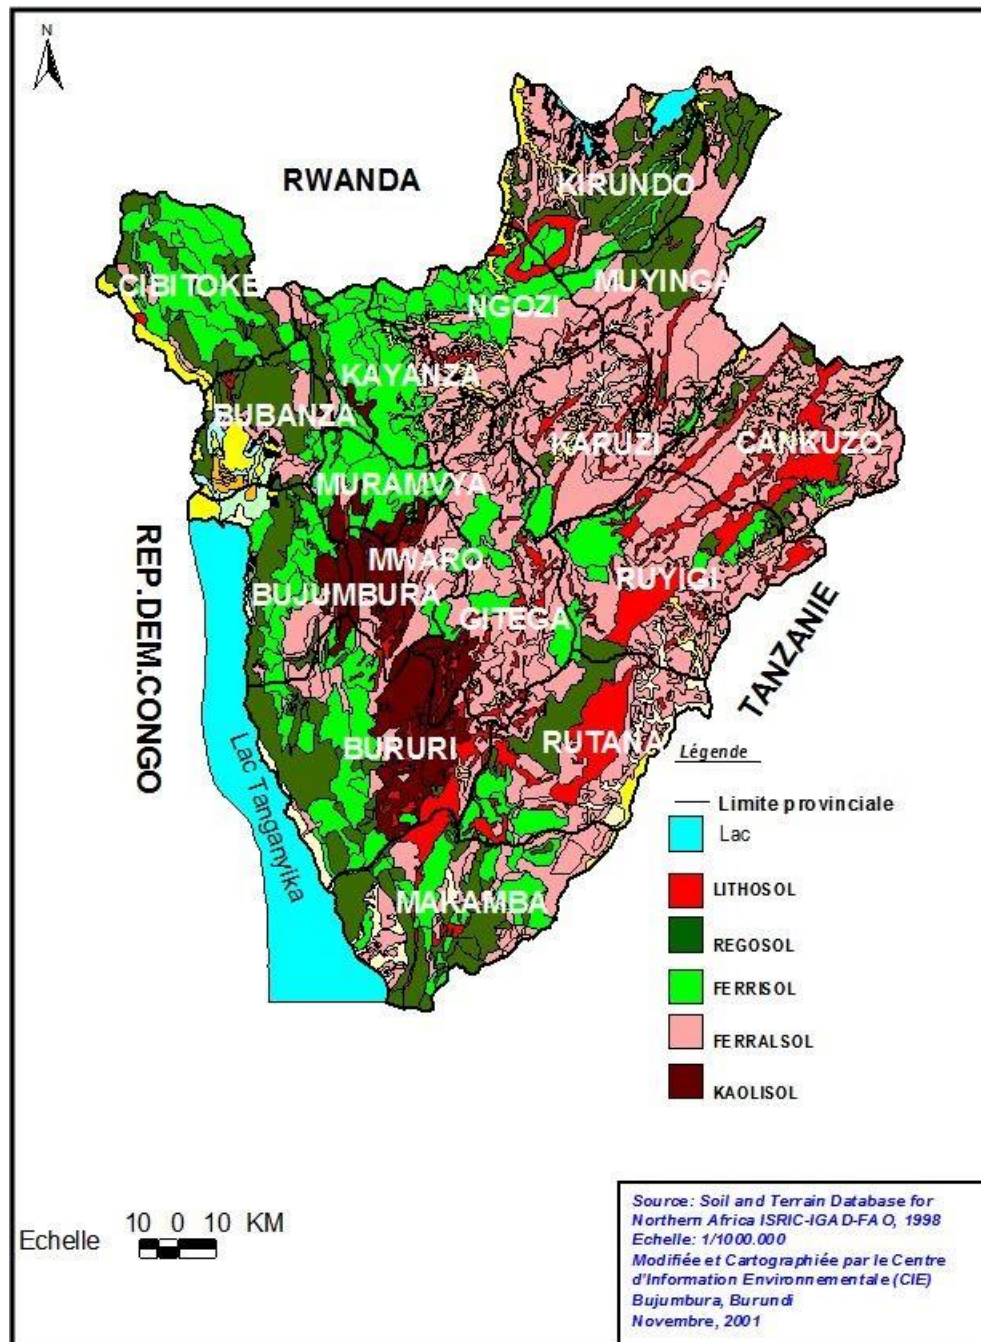 N
RWANDA
KIRUNDO
CIBITOKE
MUYINGA
NGOZI
KAYANZA
BUBANZA
KARUZI
CANKUZO
MURAMVYA
REP.DEM.CONGO
MWARO
BUJUMBURA
RUYIGI
GITEGA
TANZANIE
BURURI
RUTANA
Lac Tanganyika
MAKAMBA
Légende
Limite provinciale
Lac
LITHOSOL
REGOSOL
FERRISOL
FERRALSOL
KAOLISOL
Echelle
10 0 10 KM
Source: Soil and Terrain Database for
Northern Africa ISRIC-IGAD-FAO, 1998
Echelle: 1/1000.000
Modifiée et Cartographiée par le Centre
d'Information Environnementale (CIE)
Bujumbura, Burundi
Novembre, 2001